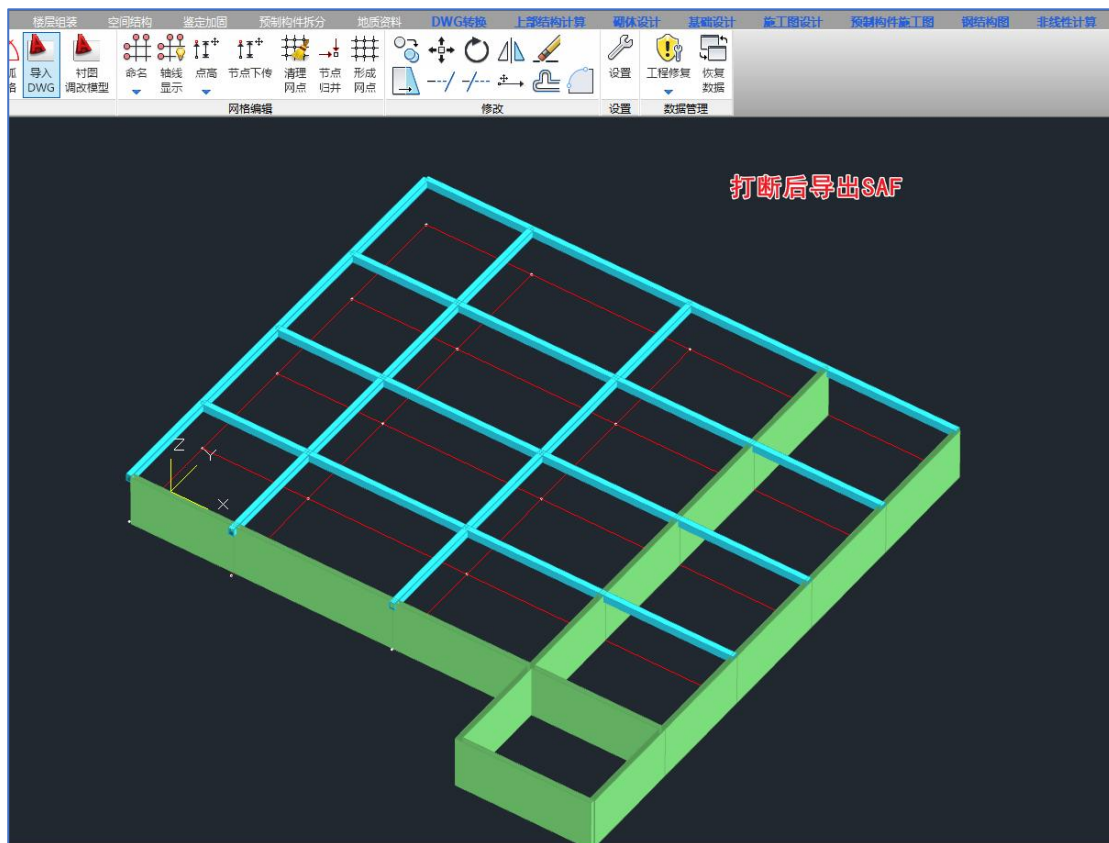 楼层组装 空间结构 鉴定加固 预制构件拆分 地质资料 DWG转换 上部结构计算 砌体设计 基础设计 施工图设计 预制构件施工图 钢结构图 非线性计算
导入 衬图 命名 轴线 点高 节点下传 清理 节点 形成 设置 工程修复 恢复
DWG 调改模型 显示 网点 归并 网点 数据
网格编辑 修改 设置 数据管理
打断后导出SAF
Z
Y
X